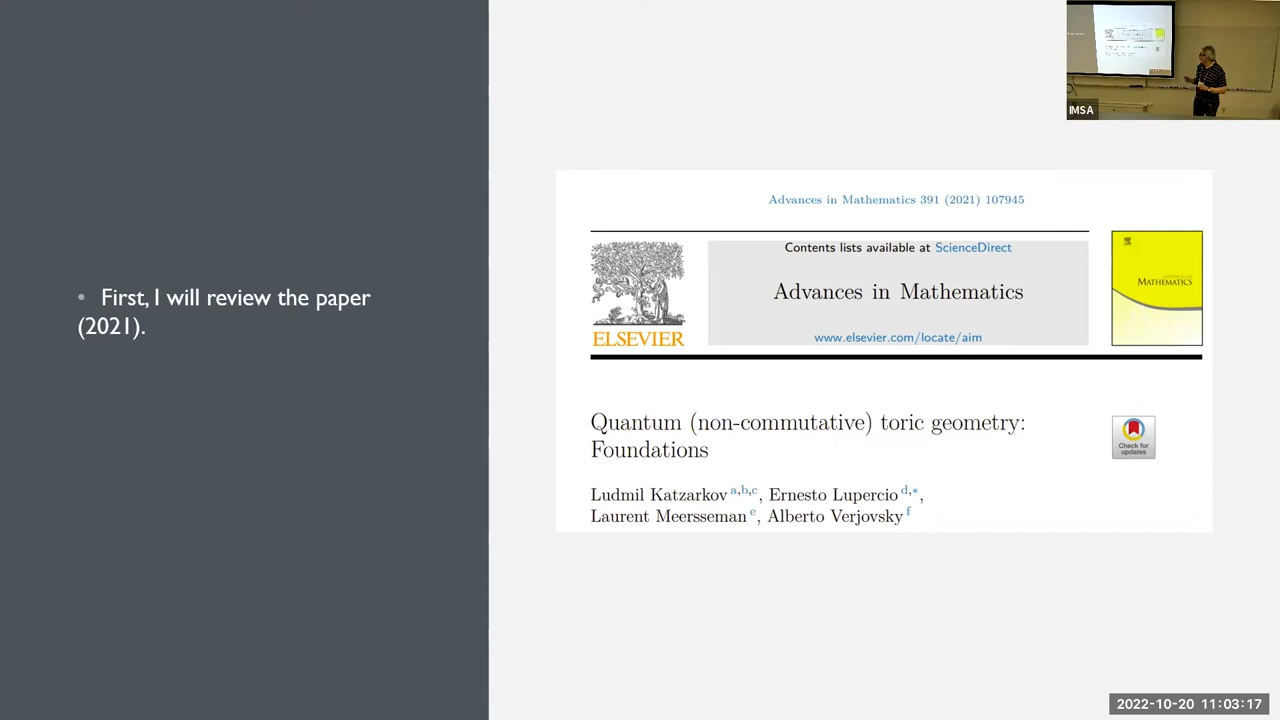 • First, I will review the paper
(2021).
IMSA
Advances in Mathematics 391 (2021) 107945
Contents lists available at ScienceDirect
Advances in Mathematics
www.elsevier.com/locate/aim
ELSEVIER
MATHEMATICS
Quantum (non-commutative) toric geometry:
Foundations
Check for
updates
Ludmil Katzarkov a,b,c, Ernesto Lupercio d,*,
Laurent Meersseman e, Alberto Verjovsky f
2022-10-20 11:03:17